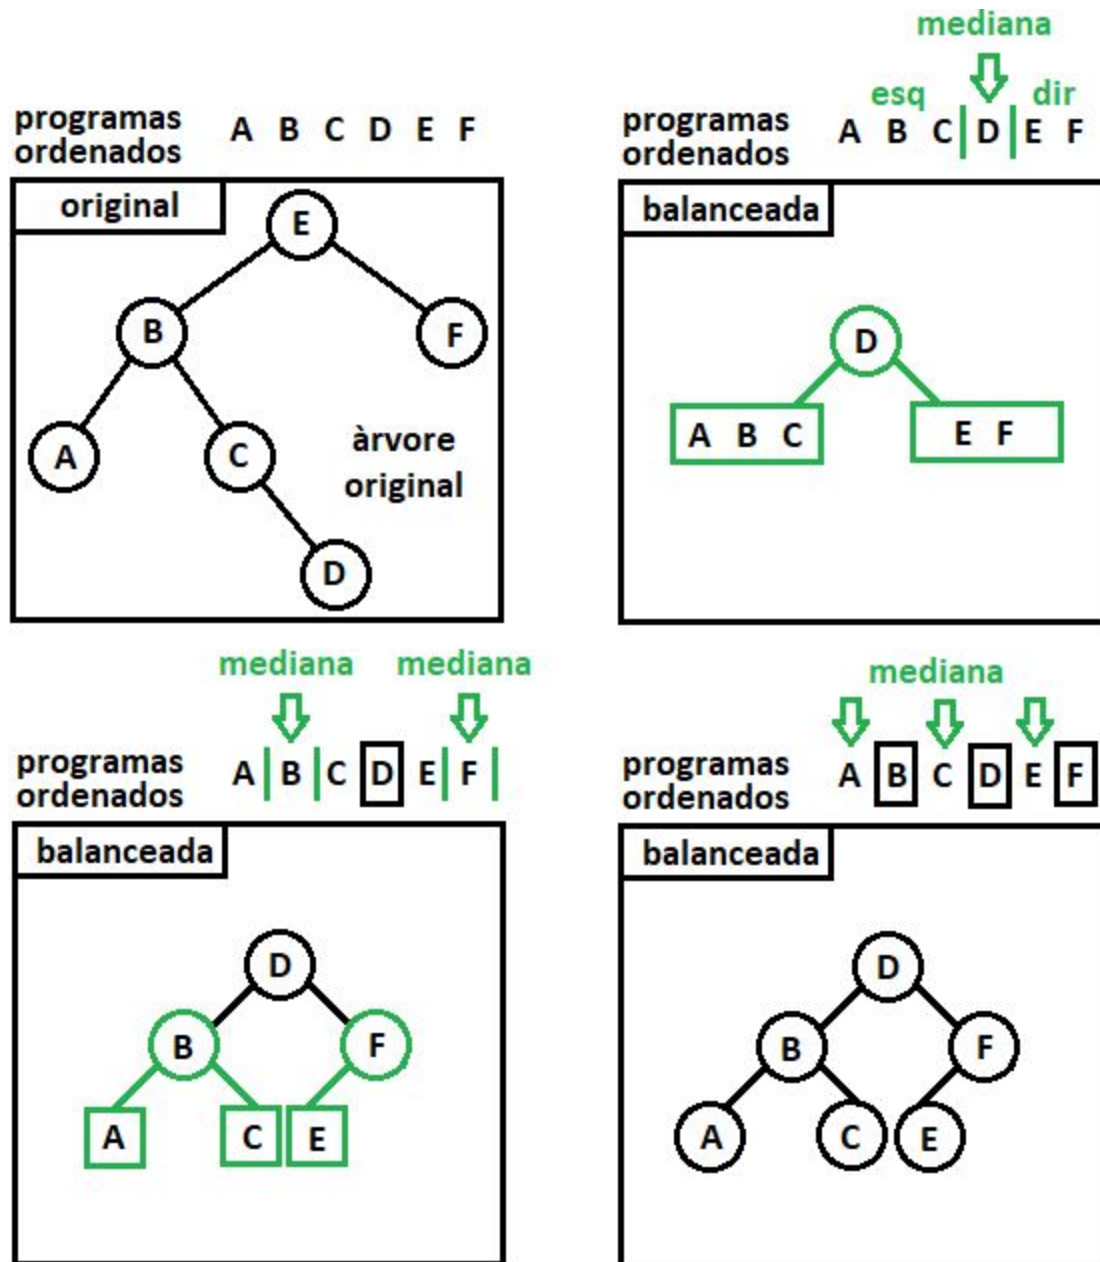 programas
ordenados
A B C D E F
original
E
B
F
A
C
D
àrvore
original
mediana
esq
dir
programas
ordenados
A B C D E F
balanceada
D
A B C
E F
mediana
mediana
programas
ordenados
A B C D E F
balanceada
D
B
F
A
C
E
mediana
programas
ordenados
A B C D E F
balanceada
D
B
F
A
C
E